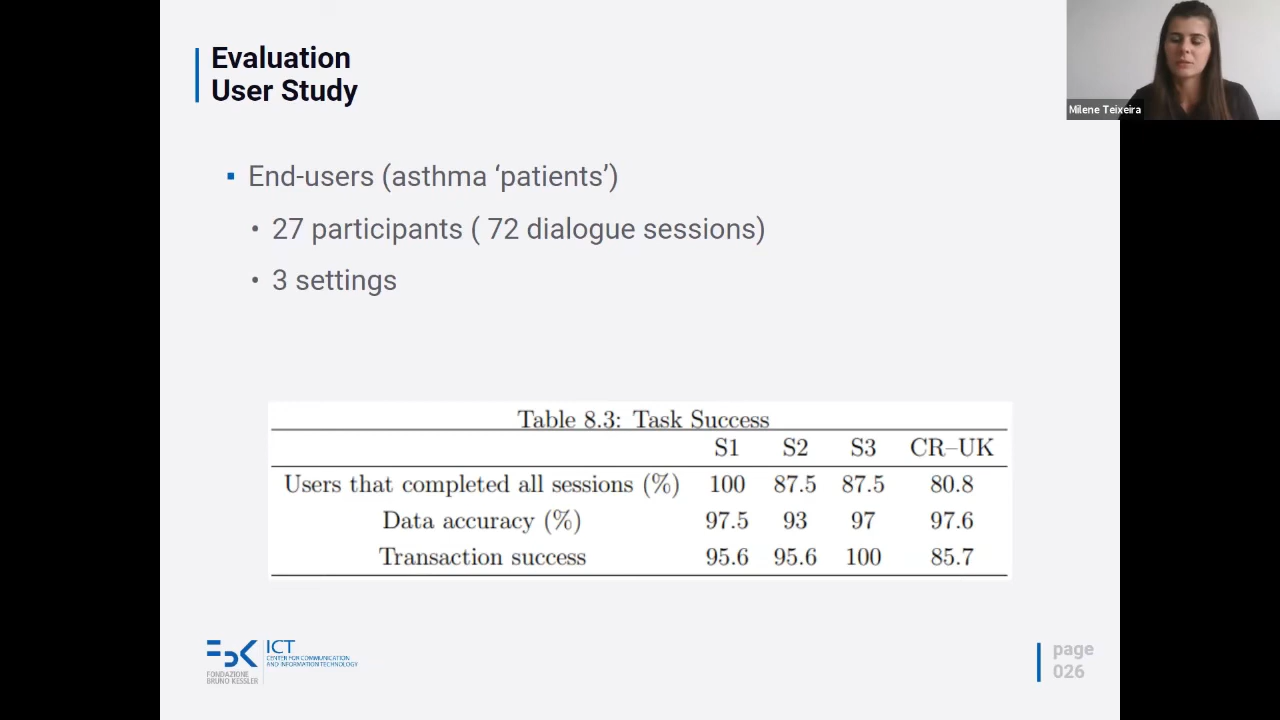 Evaluation
User Study
Milene Teixeira
▪ End-users (asthma ‘patients’)
• 27 participants ( 72 dialogue sessions)
• 3 settings
Table 8.3: Task Success
S1 S2 S3 CR–UK
Users that completed all sessions (%) 100 87.5 87.5 80.8
Data accuracy (%) 97.5 93 97 97.6
Transaction success 95.6 95.6 100 85.7
FBK
FONDAZIONE
BRUNO KESSLER
ICT
CENTER FOR COMMUNICATION
AND INFORMATION TECHNOLOGY
page
026